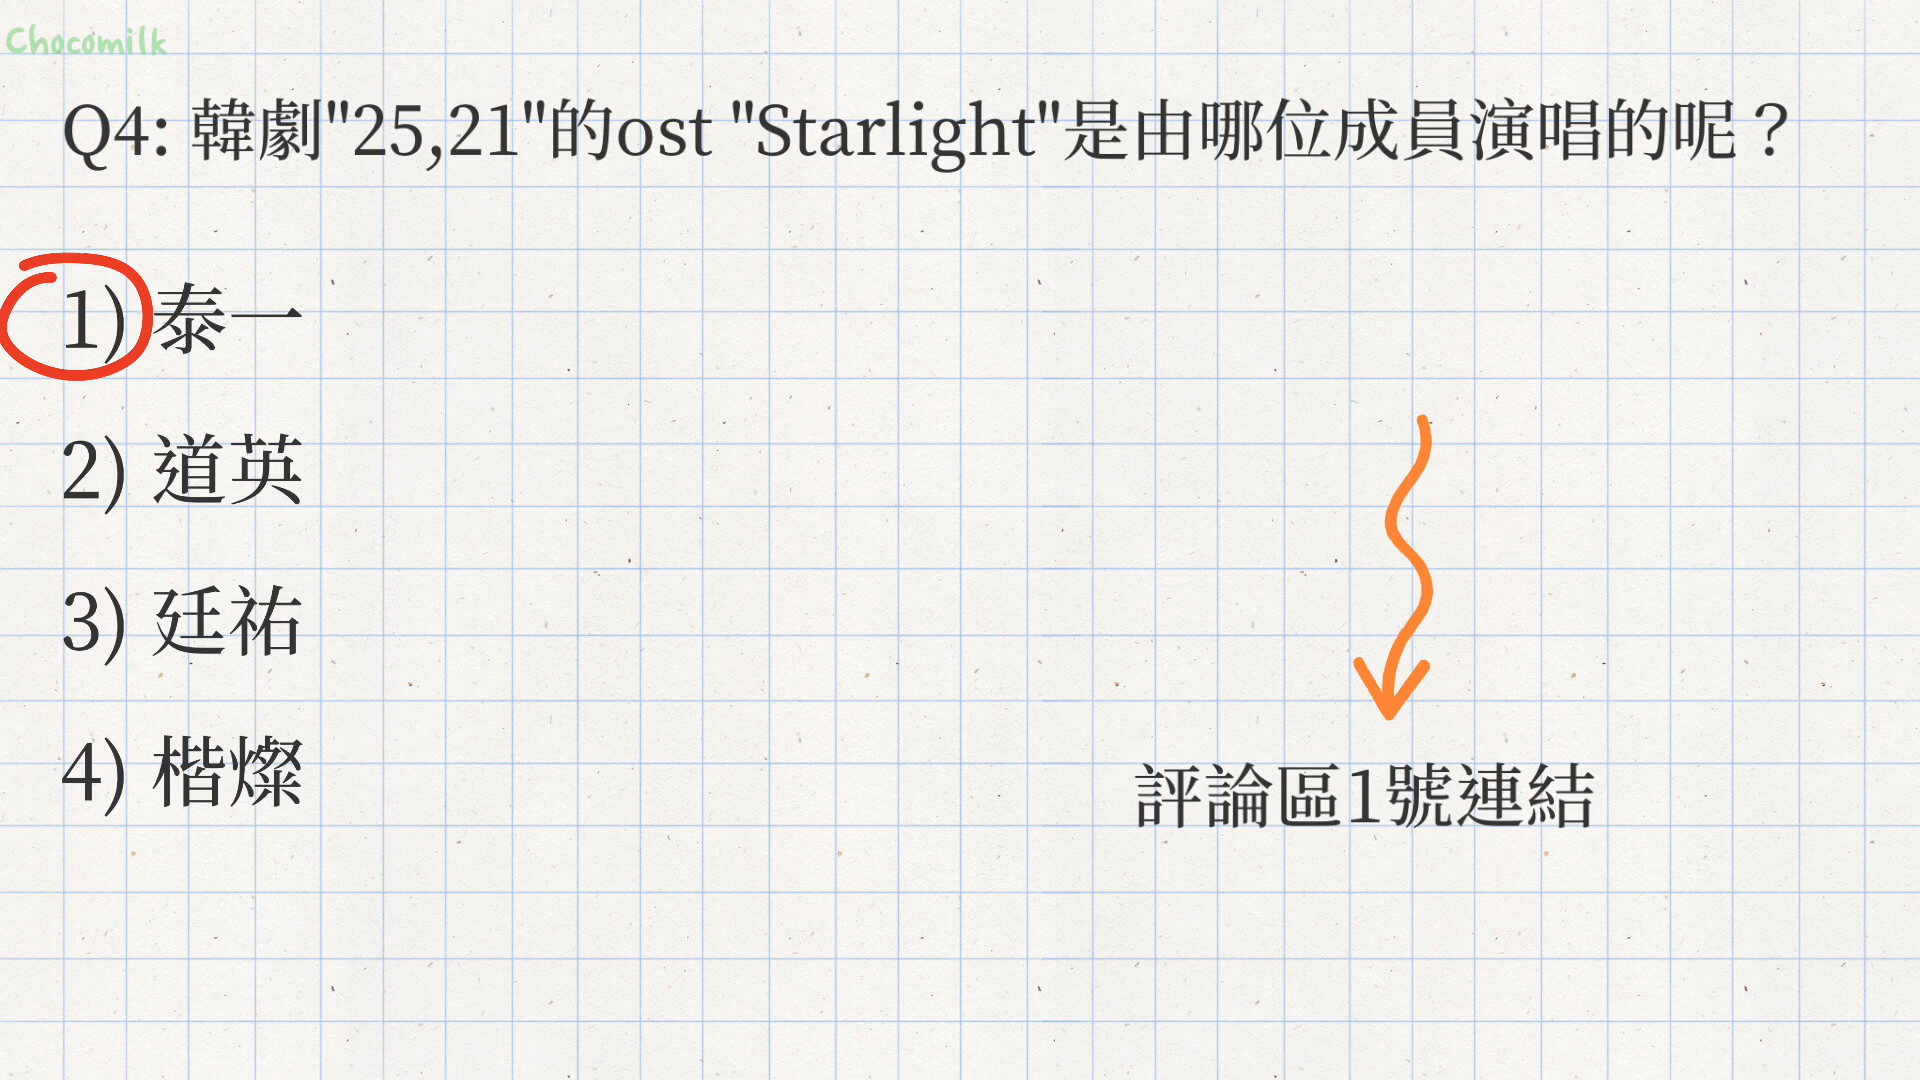 Chocomilk
Q4: 韓劇"25,21"的ost "Starlight"是由哪位成員演唱的呢？
1) 泰一
2) 道英
3) 廷祐
4) 楷燦
評論區1號連結